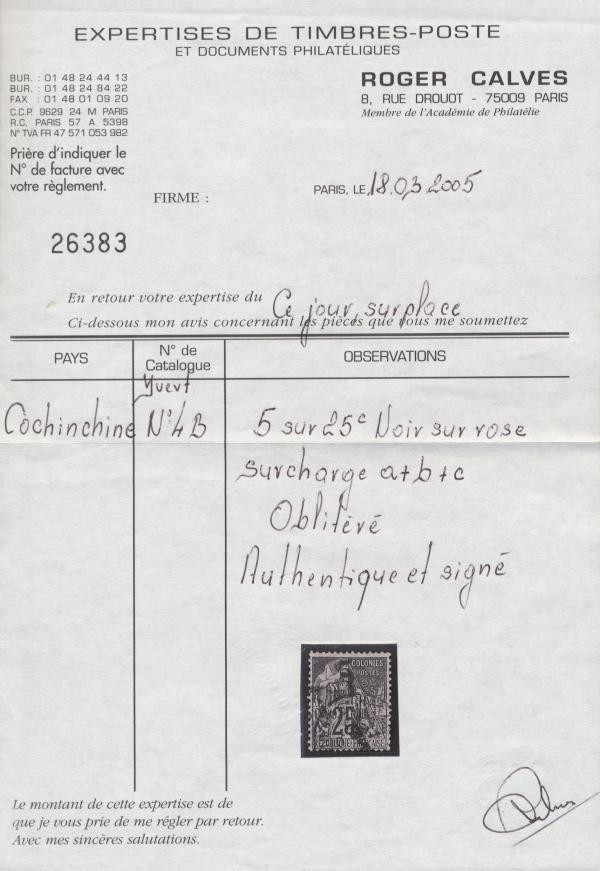 EXPERTISES DE TIMBRES-POSTE
ET DOCUMENTS PHILATÉLIQUES
BUR. : 01 48 24 44 13
BUR. : 01 48 24 84 22
FAX : 01 48 01 09 20
C.C.P. 9629 24 M PARIS
R.C. PARIS 57 A 5398
N° TVA FR 47 571 053 982
ROGER CALVES
8, RUE DROUOT - 75009 PARIS
Membre de l'Académie de Philatélie
Prière d'indiquer le
N° de facture avec
votre règlement.
FIRME :
PARIS, LE 18.03.2005
26383
En retour votre expertise du Ce jour, sur place
Ci-dessous mon avis concernant les pièces que vous me soumettez
PAYS
N° de
Catalogue
OBSERVATIONS
Yvert
Cochinchine N°4B 5 sur 25c Noir sur rose
surcharge a+b+c
Oblitéré
Authentique et signé
COLONIES
POSTES
25
REPUBLIQUE FRANCAISE
Le montant de cette expertise est de
que je vous prie de me régler par retour.
Avec mes sincères salutations.